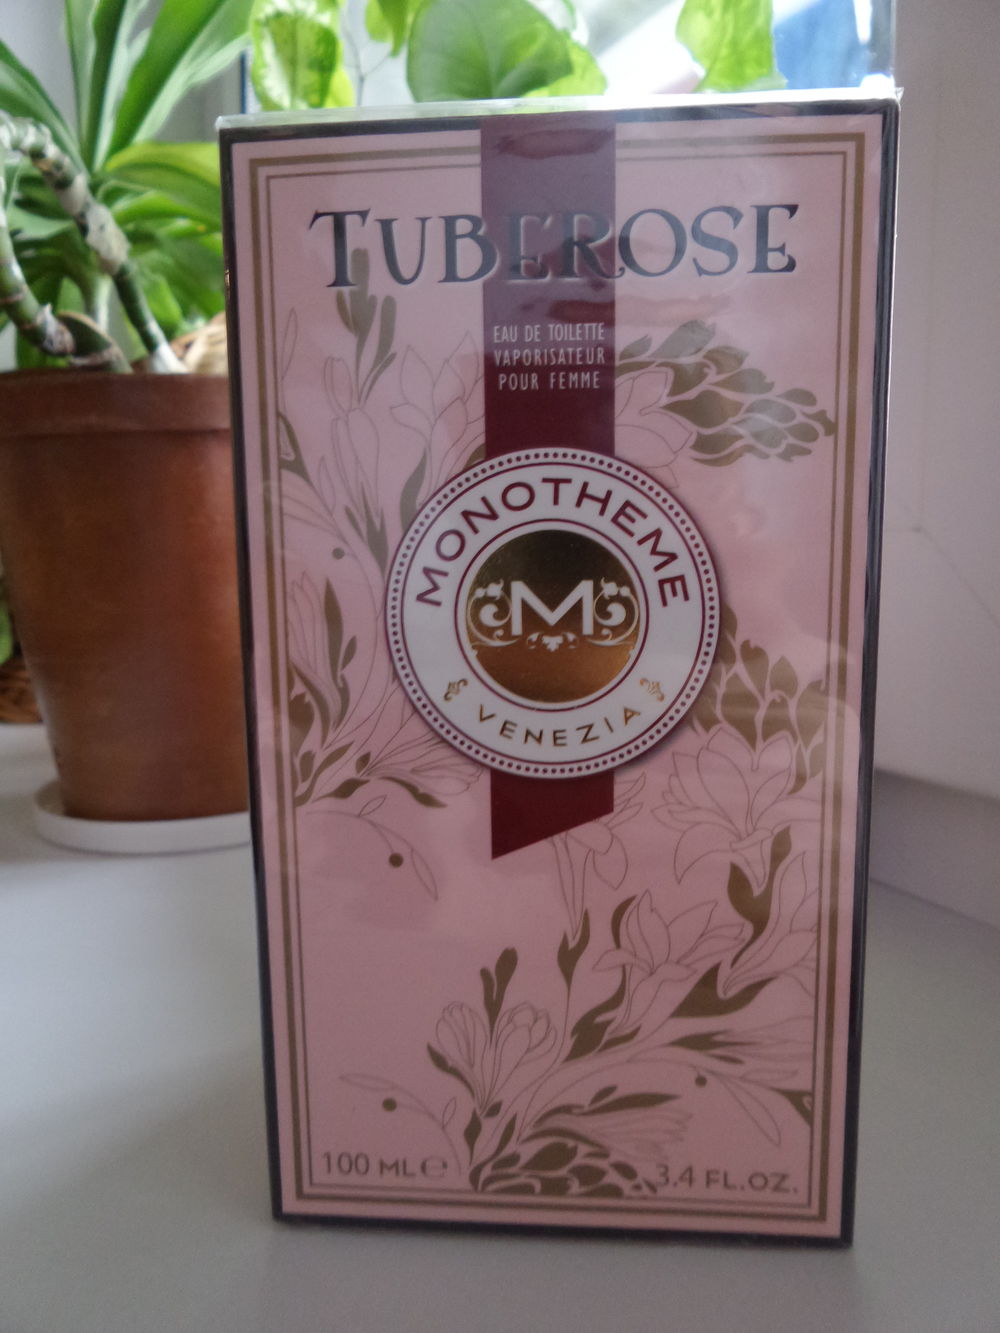 TUBEROSE
EAU DE TOILETTE
VAPORISATEUR
POUR FEMME
MONOTHEME
M
VENEZIA
100 ML ℮
3.4 FL.OZ.